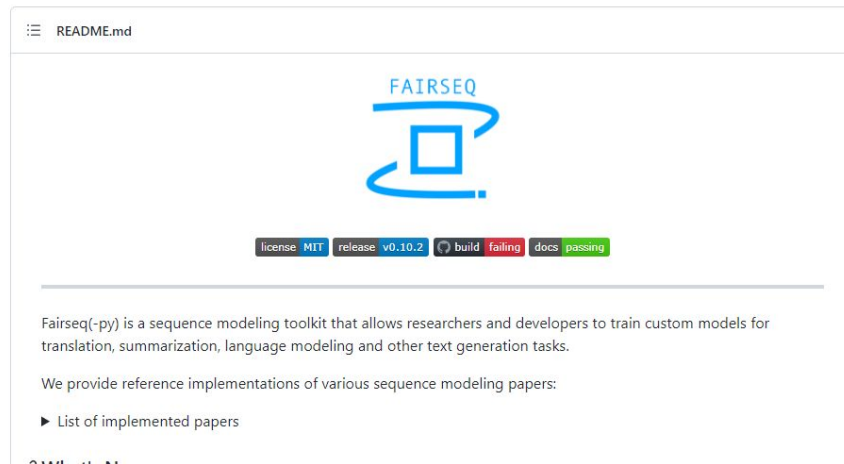 README.md
FAIRSEQ
license MIT release v0.10.2 build failing docs passing
Fairseq(-py) is a sequence modeling toolkit that allows researchers and developers to train custom models for
translation, summarization, language modeling and other text generation tasks.
We provide reference implementations of various sequence modeling papers:
List of implemented papers